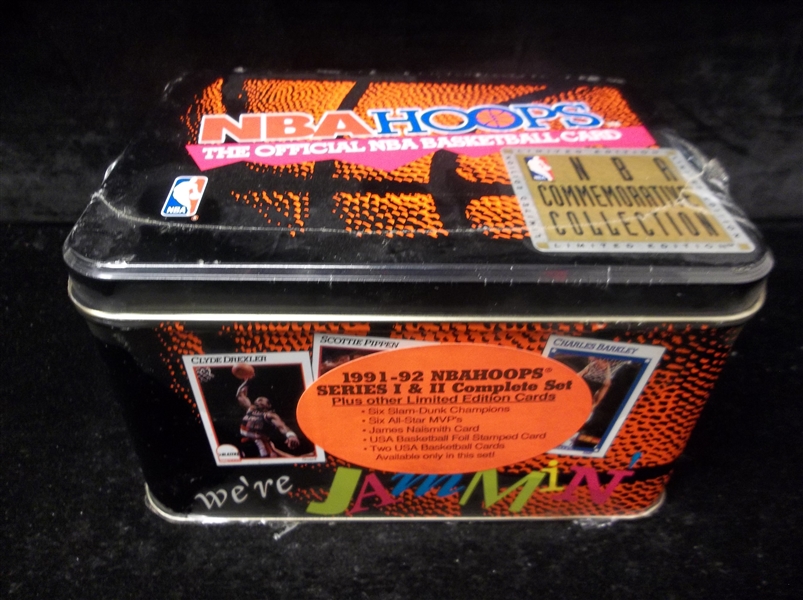 NBA HOOPS
THE OFFICIAL NBA BASKETBALL CARD
NBA
NBA
COMMEMORATIVE
COLLECTION
LIMITED EDITION
CLYDE DREXLER
SCOTTIE PIPPEN
CHARLES BARKLEY
1991-92 NBAHOOPS®
SERIES I & II Complete Set
Plus other Limited Edition Cards
• Six Slam-Dunk Champions
• Six All-Star MVP's
• James Naismith Card
• USA Basketball Foil Stamped Card
• Two USA Basketball Cards
Available only in this set!
we're JAMMiN'